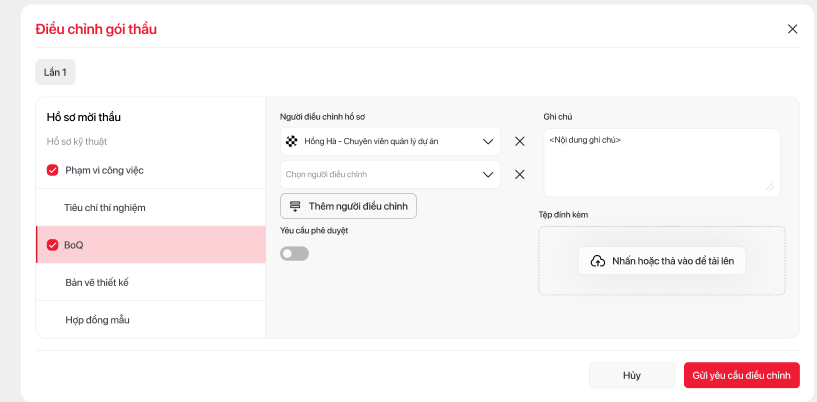 Điều chỉnh gói thầu
Lần 1
Hồ sơ mời thầu
Hồ sơ kỹ thuật
Phạm vi công việc
Tiêu chí thí nghiệm
BoQ
Bản vẽ thiết kế
Hợp đồng mẫu
Người điều chỉnh hồ sơ
Hồng Hà - Chuyên viên quản lý dự án
Chọn người điều chỉnh
Thêm người điều chỉnh
Yêu cầu phê duyệt
Ghi chú
<Nội dung ghi chú>
Tệp đính kèm
Nhấn hoặc thả vào để tải lên
Hủy
Gửi yêu cầu điều chỉnh